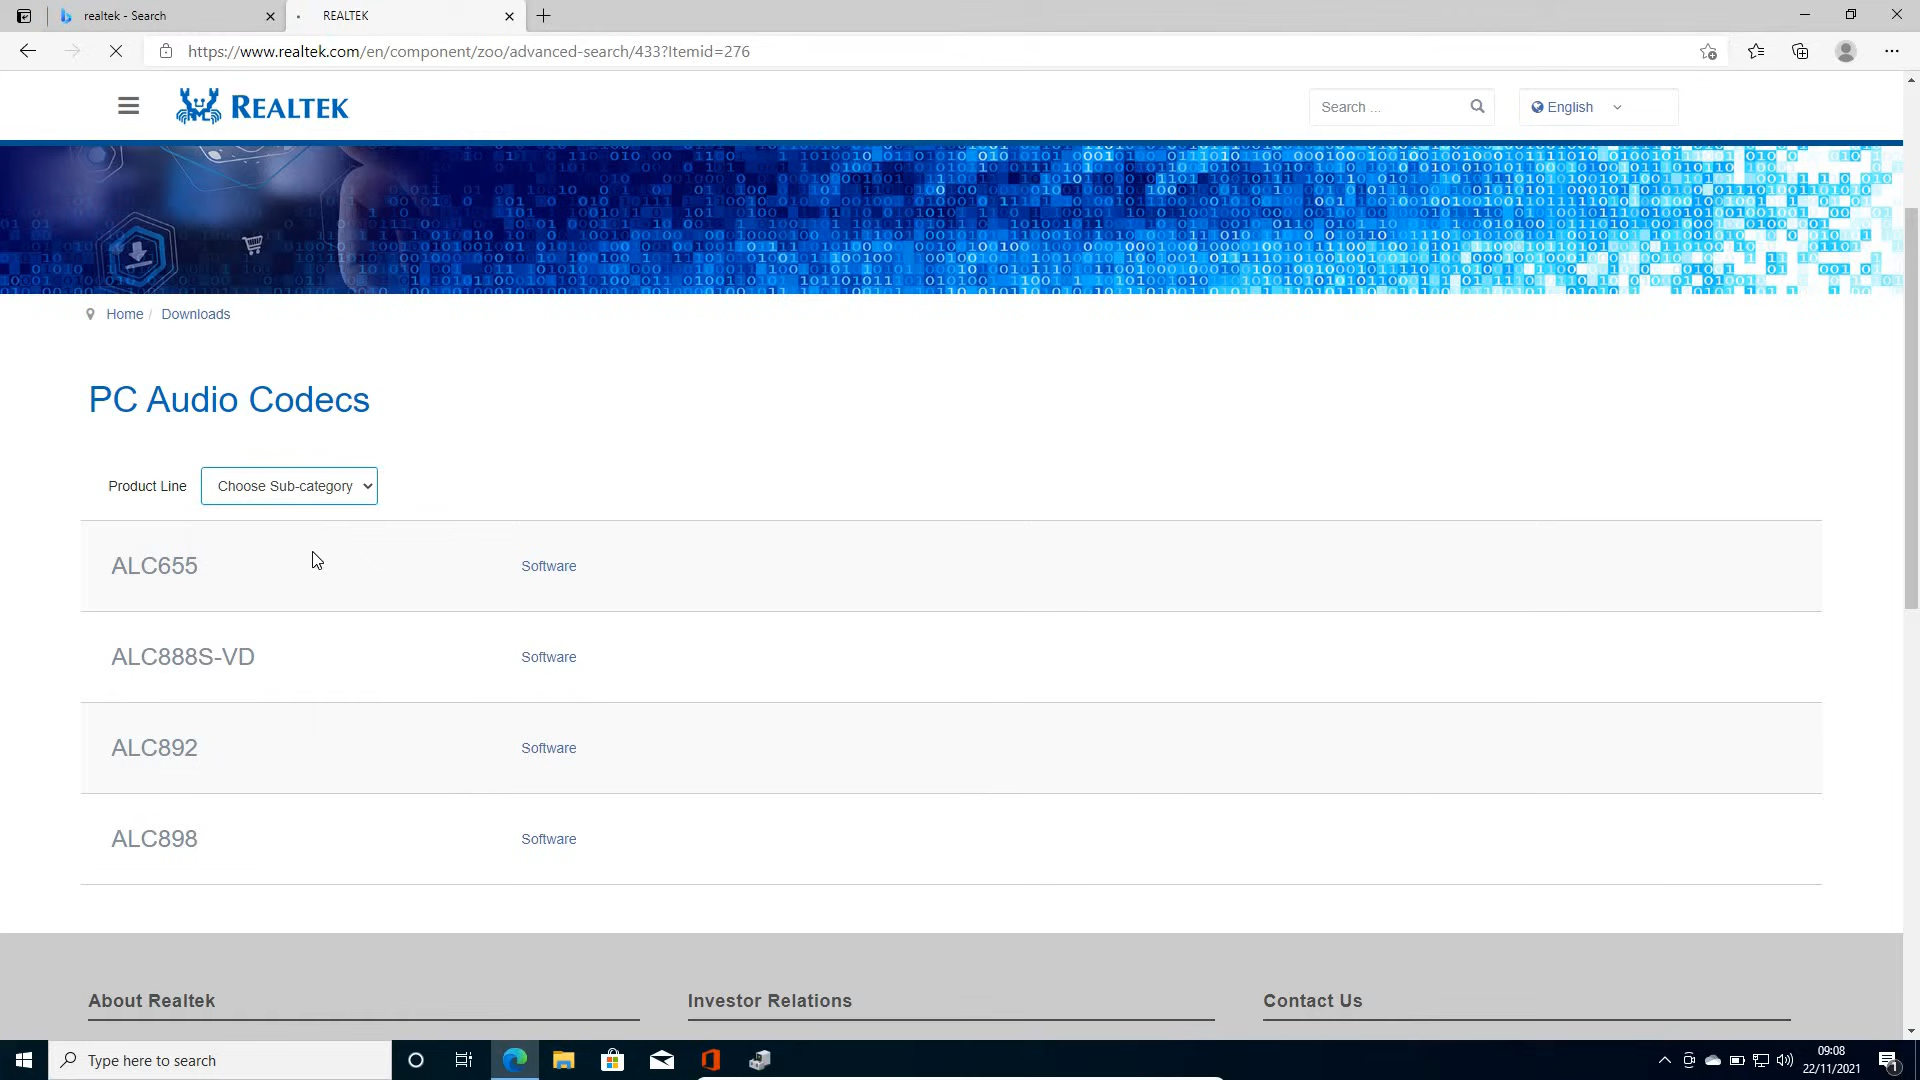 realtek - Search
REALTEK
https://www.realtek.com/en/component/zoo/advanced-search/433?Itemid=276
REALTEK
Search ...
English
Home / Downloads
PC Audio Codecs
Product Line
Choose Sub-category
ALC655
Software
ALC888S-VD
Software
ALC892
Software
ALC898
Software
About Realtek
Investor Relations
Contact Us
Type here to search
09:08
22/11/2021
1